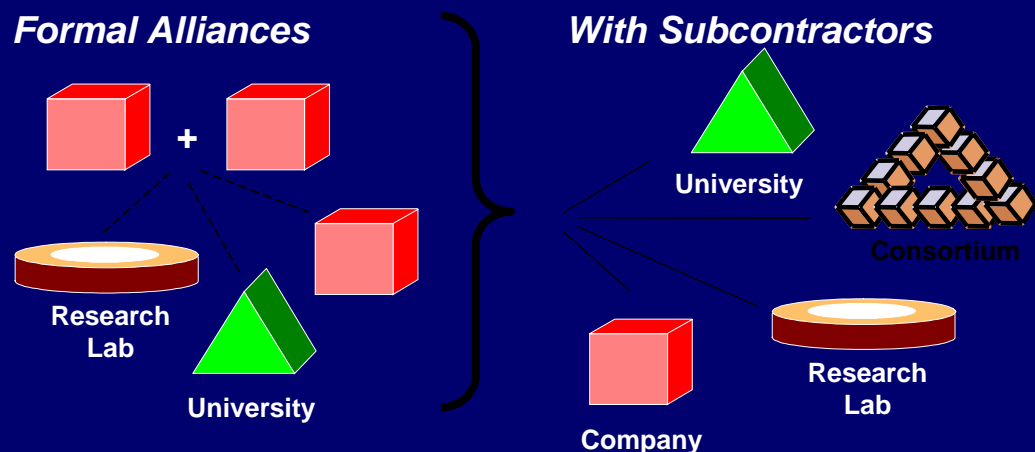 Formal Alliances
With Subcontractors
+
University
Consortium
Research
Lab
University
Research
Lab
Company